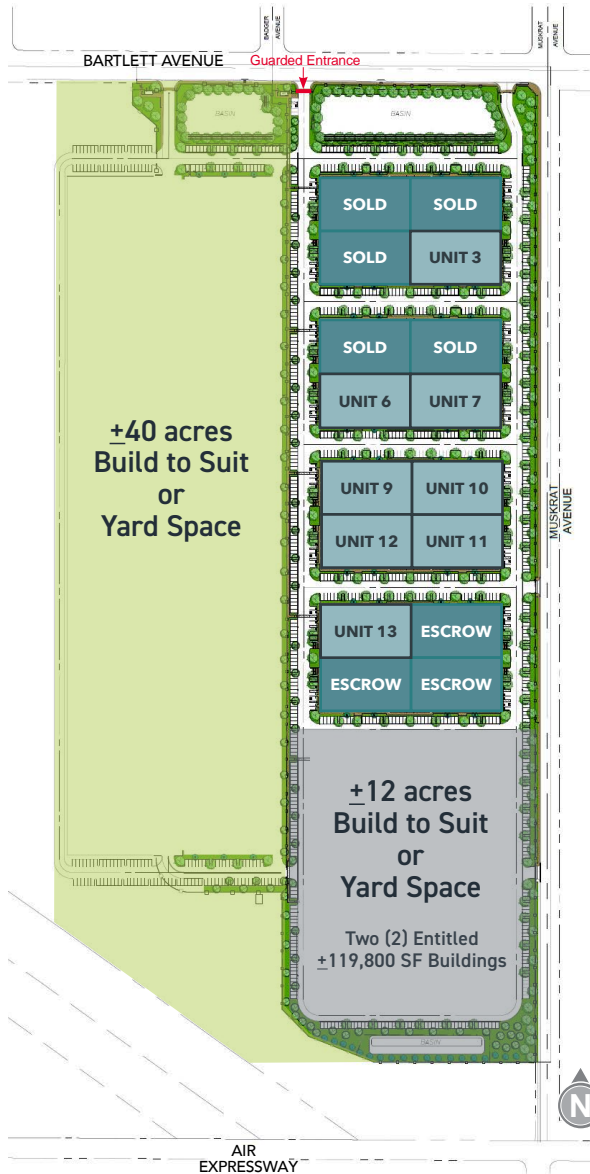 BADGER
AVENUE
MUSKRAT
AVENUE
BARTLETT AVENUE
Guarded Entrance
BASIN
BASIN
SOLD
SOLD
SOLD
UNIT 3
SOLD
SOLD
UNIT 6
UNIT 7
±40 acres
Build to Suit
or
Yard Space
UNIT 9
UNIT 10
UNIT 12
UNIT 11
MUSKRAT
AVENUE
UNIT 13
ESCROW
ESCROW
ESCROW
±12 acres
Build to Suit
or
Yard Space
Two (2) Entitled
±119,800 SF Buildings
BASIN
N
AIR
EXPRESSWAY